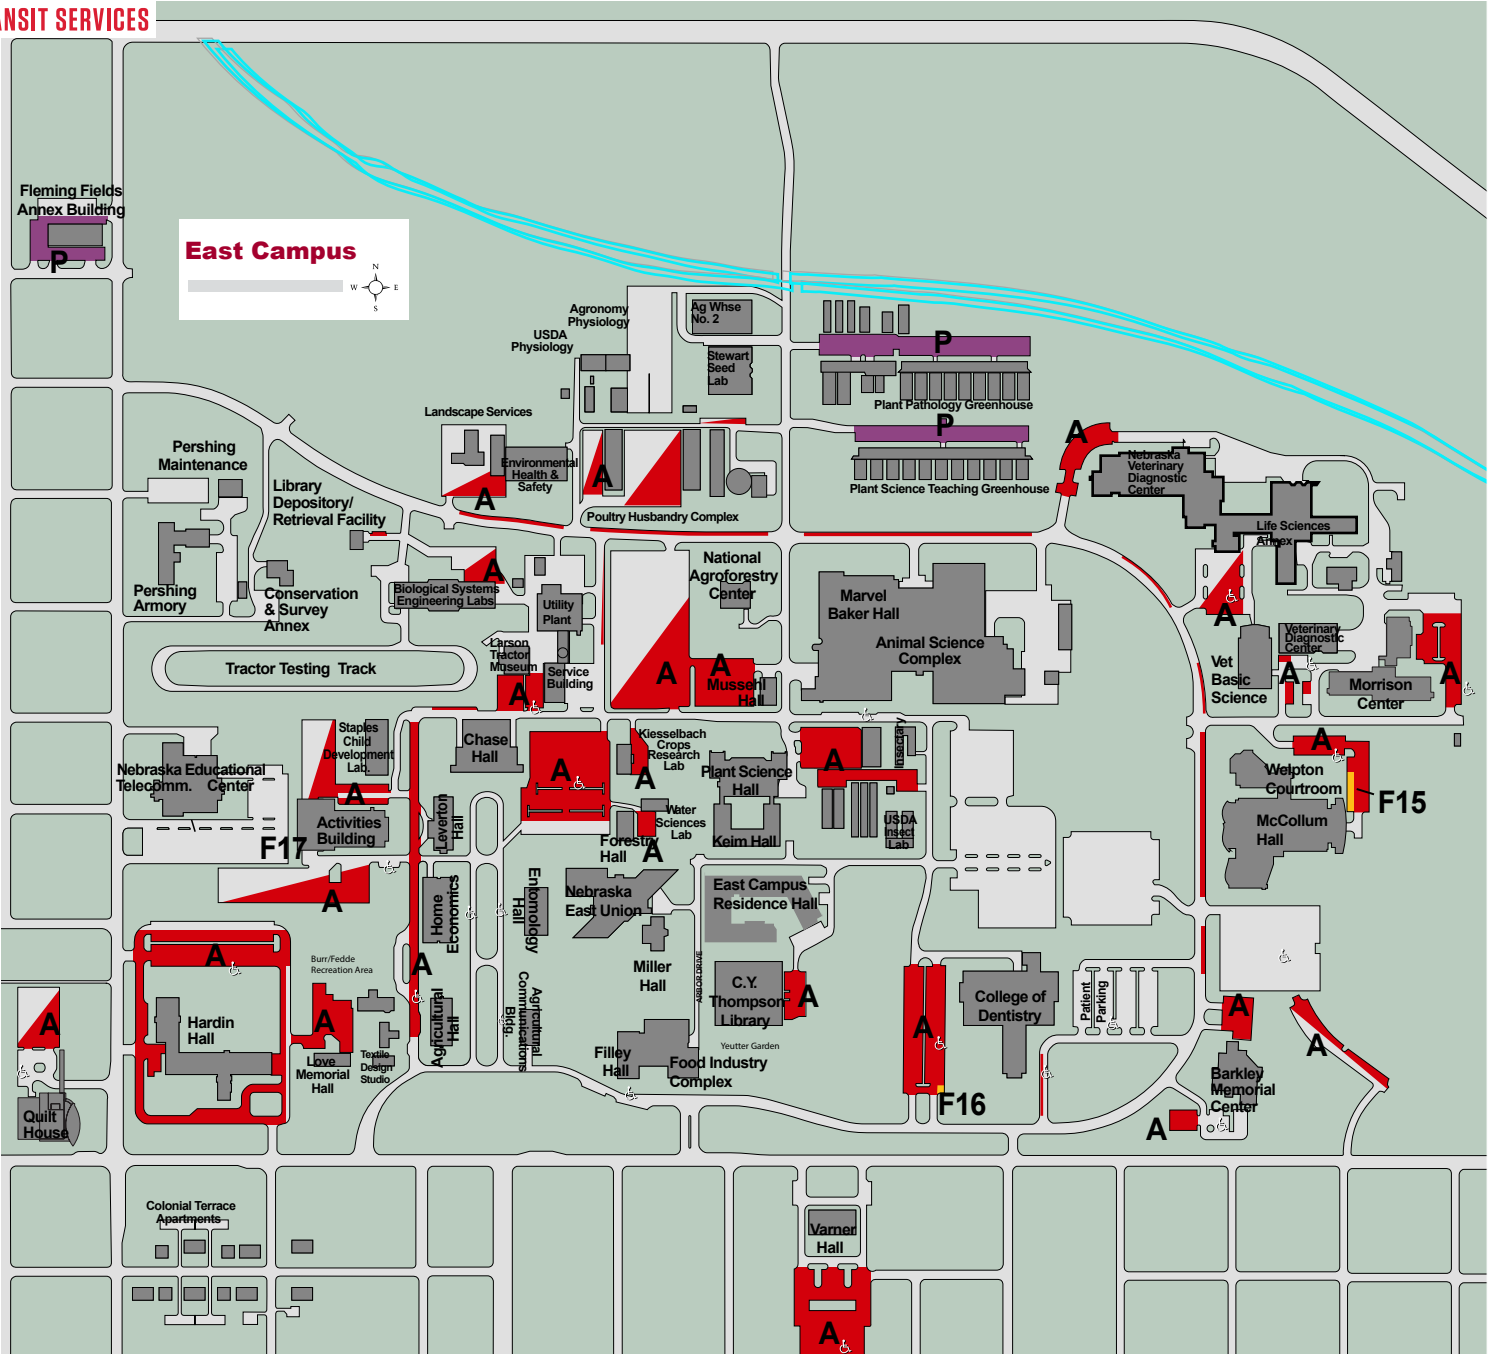 ANSIT SERVICES
Fleming Fields
Annex Building
P
East Campus
N
W
E
S
Agronomy
Physiology
USDA
Physiology
Ag Whse
No. 2
Stewart
Seed
Lab
P
Plant Pathology Greenhouse
P
Plant Science Teaching Greenhouse
Landscape Services
Environmental
Health &
Safety
A
A
Poultry Husbandry Complex
A
Nebraska
Veterinary
Diagnostic
Center
Life Sciences
Annex
Pershing
Maintenance
Library
Depository/
Retrieval Facility
Pershing
Armory
Conservation
& Survey
Annex
A
Biological Systems
Engineering Labs
Utility
Plant
National
Agroforestry
Center
Marvel
Baker Hall
Animal Science
Complex
A
Veterinary
Diagnostic
Center
Vet
Basic
Science
A
Morrison
Center
A
Tractor Testing Track
Larson
Tractor
Museum
Service
Building
A
A
A
Mussehl
Hall
Staples
Child
Development
Lab.
A
Chase
Hall
A
Kiesselbach
Crops
Research
Lab
A
Plant Science
Hall
A
Insectary
A
Welpton
Courtroom
F15
McCollum
Hall
Nebraska Educational
Telecomm. Center
Activities
Building
F17
Leverton
Hall
Water
Sciences
Lab
Forestry
Hall
A
Keim Hall
USDA
Insect
Lab
A
Home
Economics
Entomology
Hall
Nebraska
East Union
East Campus
Residence Hall
A
Burr/Fedde
Recreation Area
A
Miller
Hall
ARBOR DRIVE
C.Y.
Thompson
Library
A
College of
Dentistry
Patient
Parking
A
A
A
Hardin
Hall
A
Love
Memorial
Hall
Textile
Design
Studio
Agricultural
Hall
Agricultural
Communications
Bldg.
Filley
Hall
Food Industry
Complex
Yeutter Garden
A
F16
Barkley
Memorial
Center
A
Quilt
House
Colonial Terrace
Apartments
Varner
Hall
A